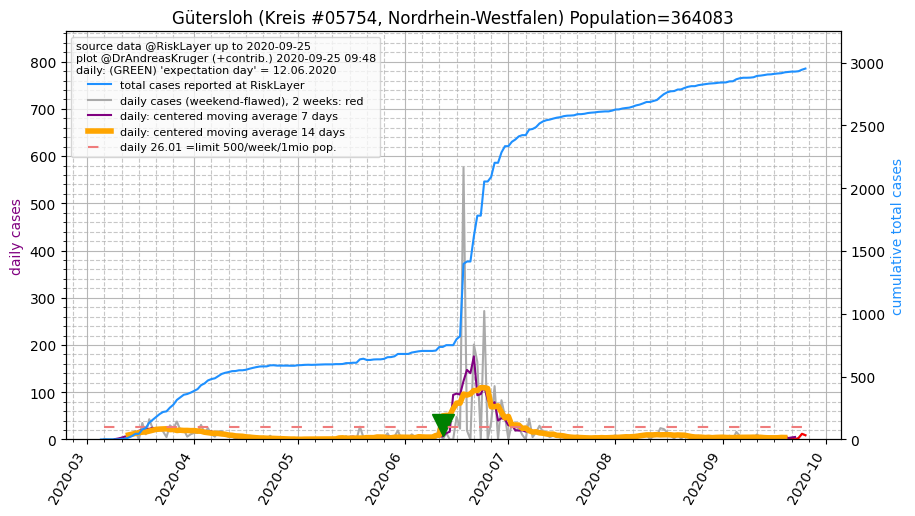 Gütersloh (Kreis #05754, Nordrhein-Westfalen) Population=364083
source data @RiskLayer up to 2020-09-25
plot @DrAndreasKruger (+contrib.) 2020-09-25 09:48
daily: (GREEN) 'expectation day' = 12.06.2020
total cases reported at RiskLayer
daily cases (weekend-flawed), 2 weeks: red
daily: centered moving average 7 days
daily: centered moving average 14 days
daily 26.01 =limit 500/week/1mio pop.
daily cases
800
700
600
500
400
300
200
100
0
cumulative total cases
3000
2500
2000
1500
1000
500
0
2020-03
2020-04
2020-05
2020-06
2020-07
2020-08
2020-09
2020-10